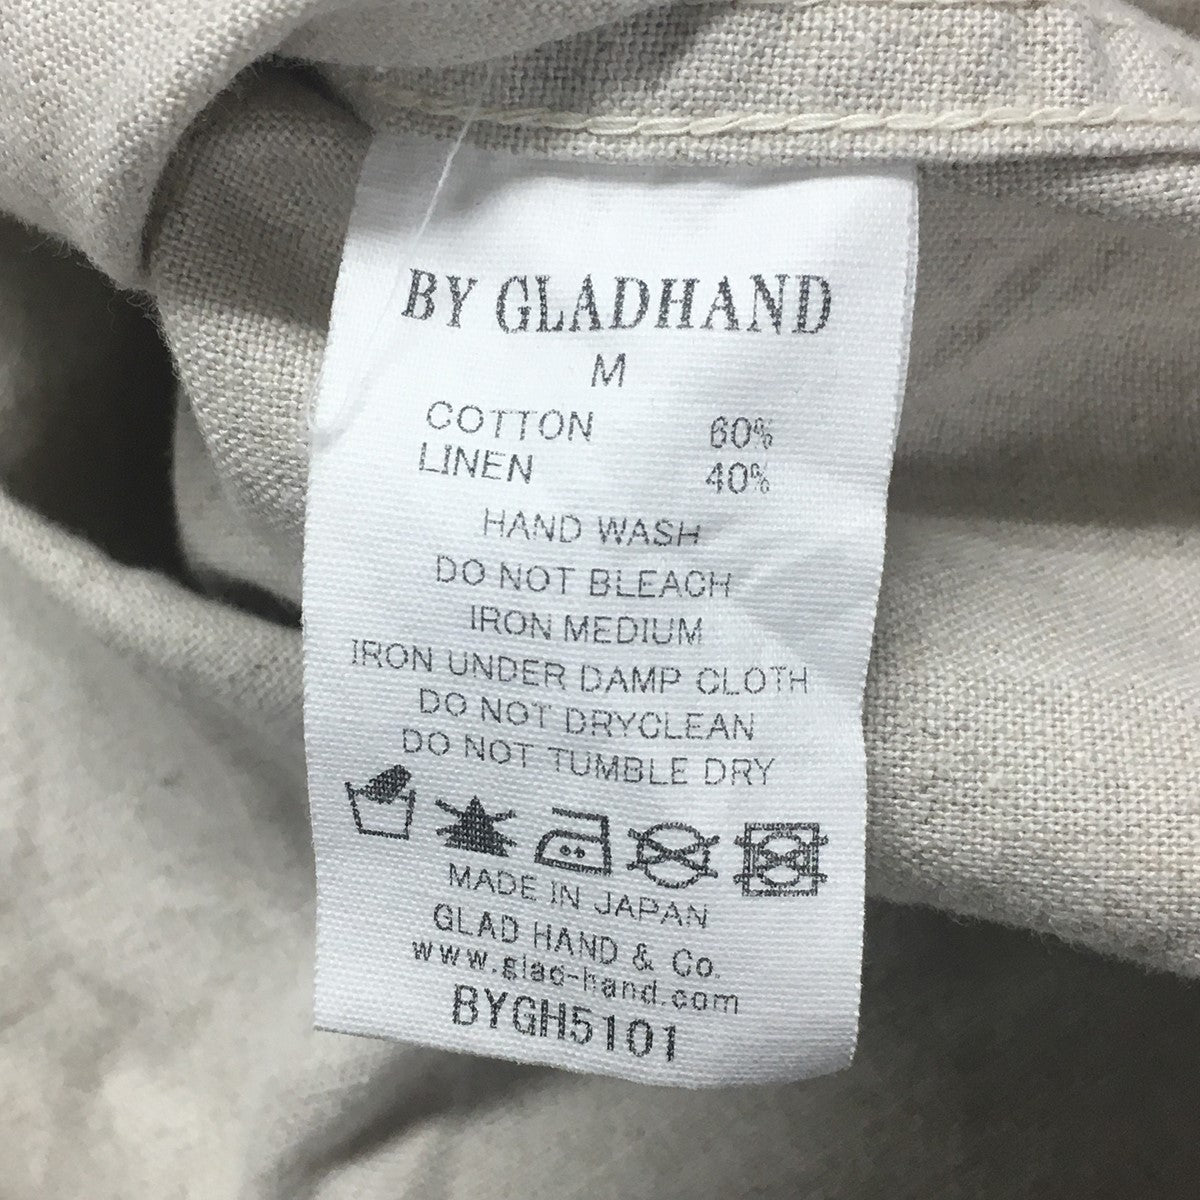 BY GLADHAND
M
COTTON 60%
LINEN 40%
HAND WASH
DO NOT BLEACH
IRON MEDIUM
IRON UNDER DAMP CLOTH
DO NOT DRYCLEAN
DO NOT TUMBLE DRY
MADE IN JAPAN
GLAD HAND & Co.
www.glad-hand.com
BYGH5101